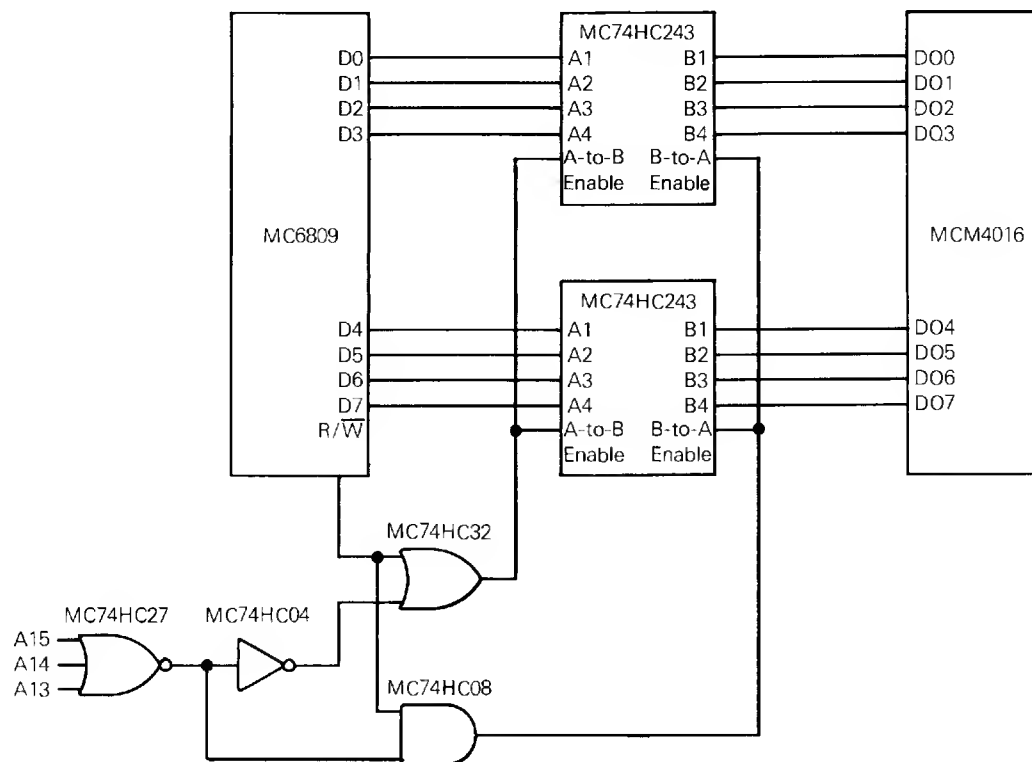 MC74HC243
D0 A1 B1 DO0
D1 A2 B2 DO1
D2 A3 B3 DO2
D3 A4 B4 DO3
A-to-B B-to-A
Enable Enable
MC6809
MCM4016
MC74HC243
D4 A1 B1 DO4
D5 A2 B2 DO5
D6 A3 B3 DO6
D7 A4 B4 DO7
R/W̅ A-to-B B-to-A
Enable Enable
MC74HC32
MC74HC27 MC74HC04
A15
A14
A13
MC74HC08